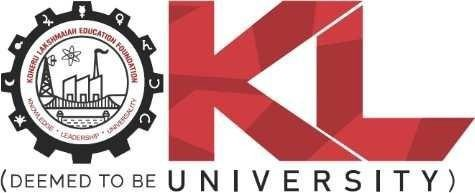 KONERU LAKSHMAIAH EDUCATION FOUNDATION
KNOWLEDGE · LEADERSHIP · UNIVERSALITY
KL
(DEEMED TO BE UNIVERSITY)